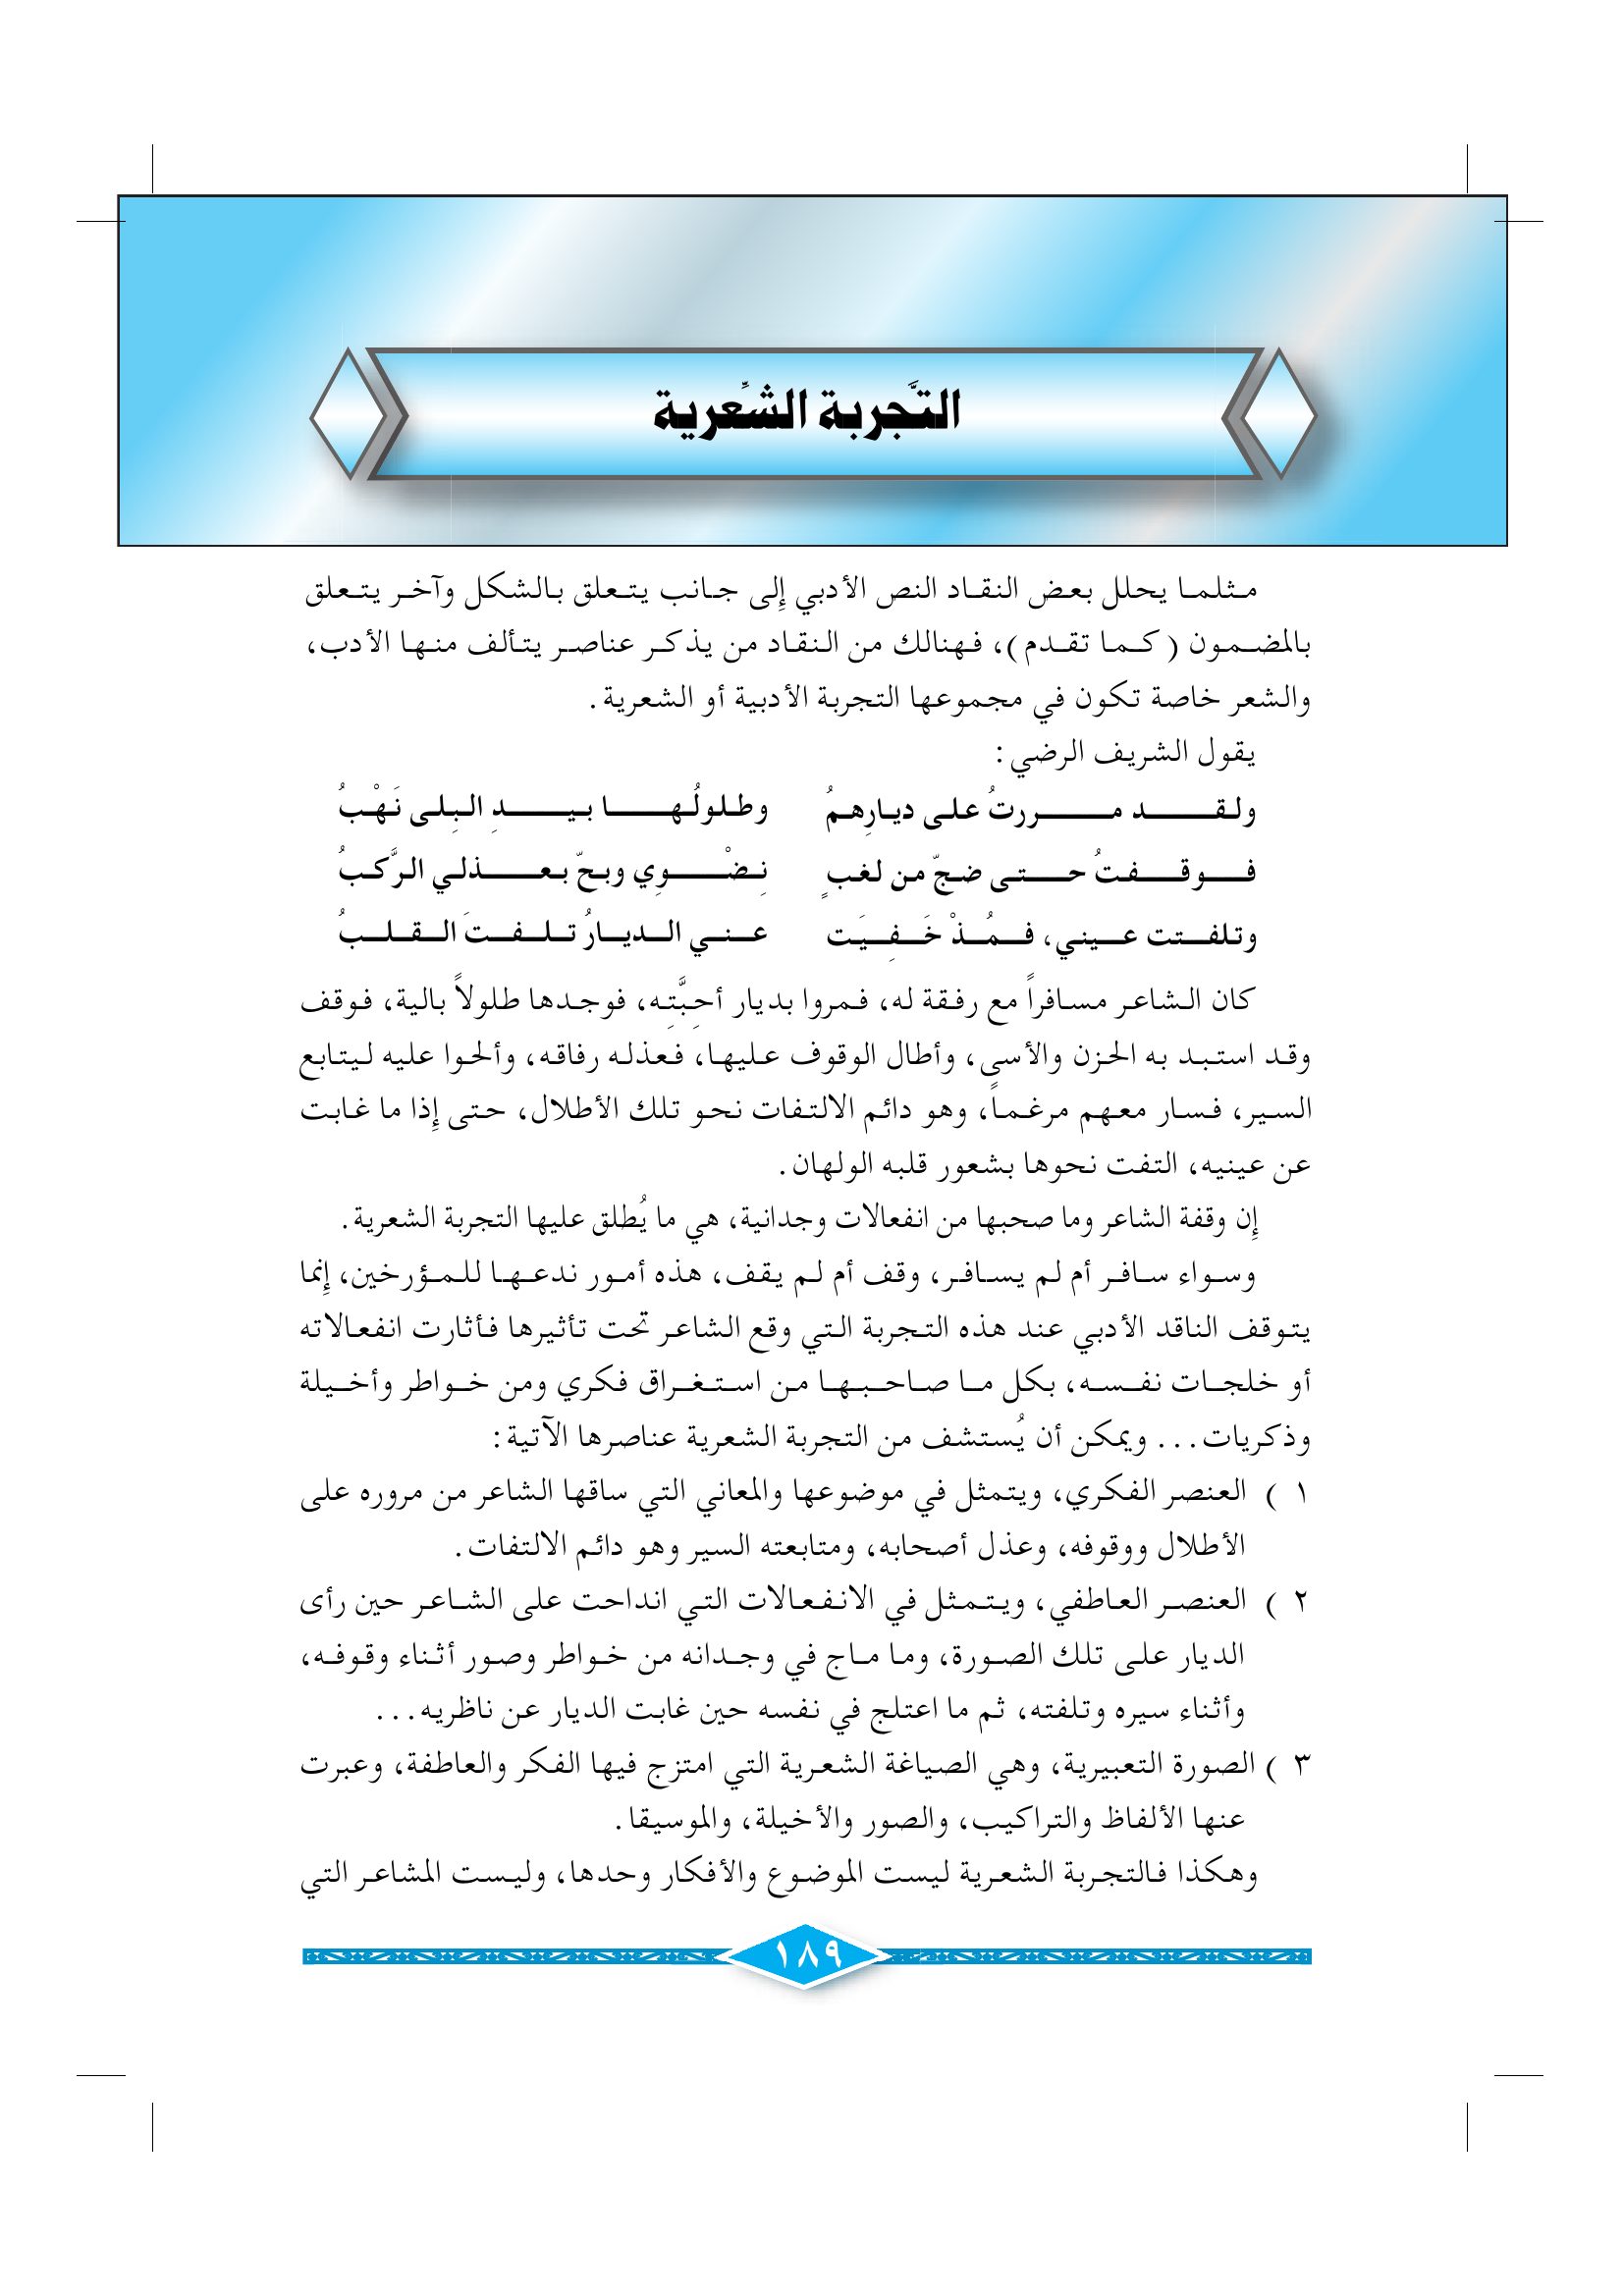 التَّجربة الشِّعرية
مثلما يحلل بعض النقاد النص الأدبي إلى جانب يتعلق بالشكل وآخر يتعلق
بالمضمون (كما تقدم)، فهنالك من النقاد من يذكر عناصر يتألف منها الأدب،
والشعر خاصة تكون في مجموعها التجربة الأدبية أو الشعرية.
يقول الشريف الرضي:
ولقد مررتُ على ديارِهمُ وطلولُها بيدِ البِلى نَهْبُ
فوقفتُ حتى ضجّ من لغبٍ نِضْوِي وبحّ بعذلي الرَّكبُ
وتلفتت عيني، فمُذْ خَفِيَت عني الديارُ تلفتَ القلبُ
كان الشاعر مسافراً مع رفقة له، فمروا بديار أحِبَّتِه، فوجدها طلولاً بالية، فوقف
وقد استبد به الحزن والأسى، وأطال الوقوف عليها، فعذله رفاقه، وألحوا عليه ليتابع
السير، فسار معهم مرغماً، وهو دائم الالتفات نحو تلك الأطلال، حتى إذا ما غابت
عن عينيه، التفت نحوها بشعور قلبه الولهان.
إن وقفة الشاعر وما صحبها من انفعالات وجدانية، هي ما يُطلق عليها التجربة الشعرية.
وسواء سافر أم لم يسافر، وقف أم لم يقف، هذه أمور ندعها للمؤرخين، إنما
يتوقف الناقد الأدبي عند هذه التجربة التي وقع الشاعر تحت تأثيرها فأثارت انفعالاته
أو خلجات نفسه، بكل ما صاحبها من استغراق فكري ومن خواطر وأخيلة
وذكريات... ويمكن أن يُستشف من التجربة الشعرية عناصرها الآتية:
١ ) العنصر الفكري، ويتمثل في موضوعها والمعاني التي ساقها الشاعر من مروره على
الأطلال ووقوفه، وعذل أصحابه، ومتابعته السير وهو دائم الالتفات.
٢ ) العنصر العاطفي، ويتمثل في الانفعالات التي انداحت على الشاعر حين رأى
الديار على تلك الصورة، وما ماج في وجدانه من خواطر وصور أثناء وقوفه،
وأثناء سيره وتلفته، ثم ما اعتلج في نفسه حين غابت الديار عن ناظريه...
٣ ) الصورة التعبيرية، وهي الصياغة الشعرية التي امتزج فيها الفكر والعاطفة، وعبرت
عنها الألفاظ والتراكيب، والصور والأخيلة، والموسيقا.
وهكذا فالتجربة الشعرية ليست الموضوع والأفكار وحدها، وليست المشاعر التي
١٨٩